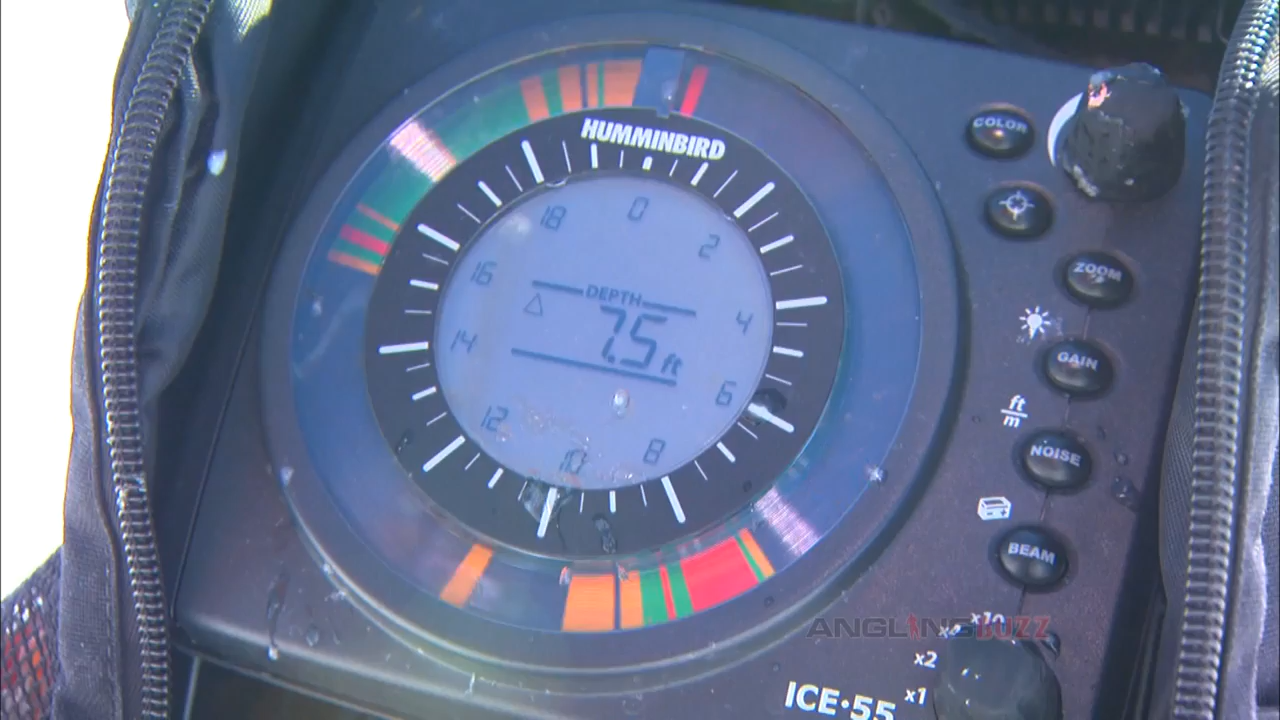 HUMMINBIRD
0
2
4
6
8
10
12
14
16
18
DEPTH
7.5 ft
COLOR
ZOOM
GAIN
ft
m
NOISE
BEAM
ANGLINGBUZZ
x10
x2
x1
ICE·55